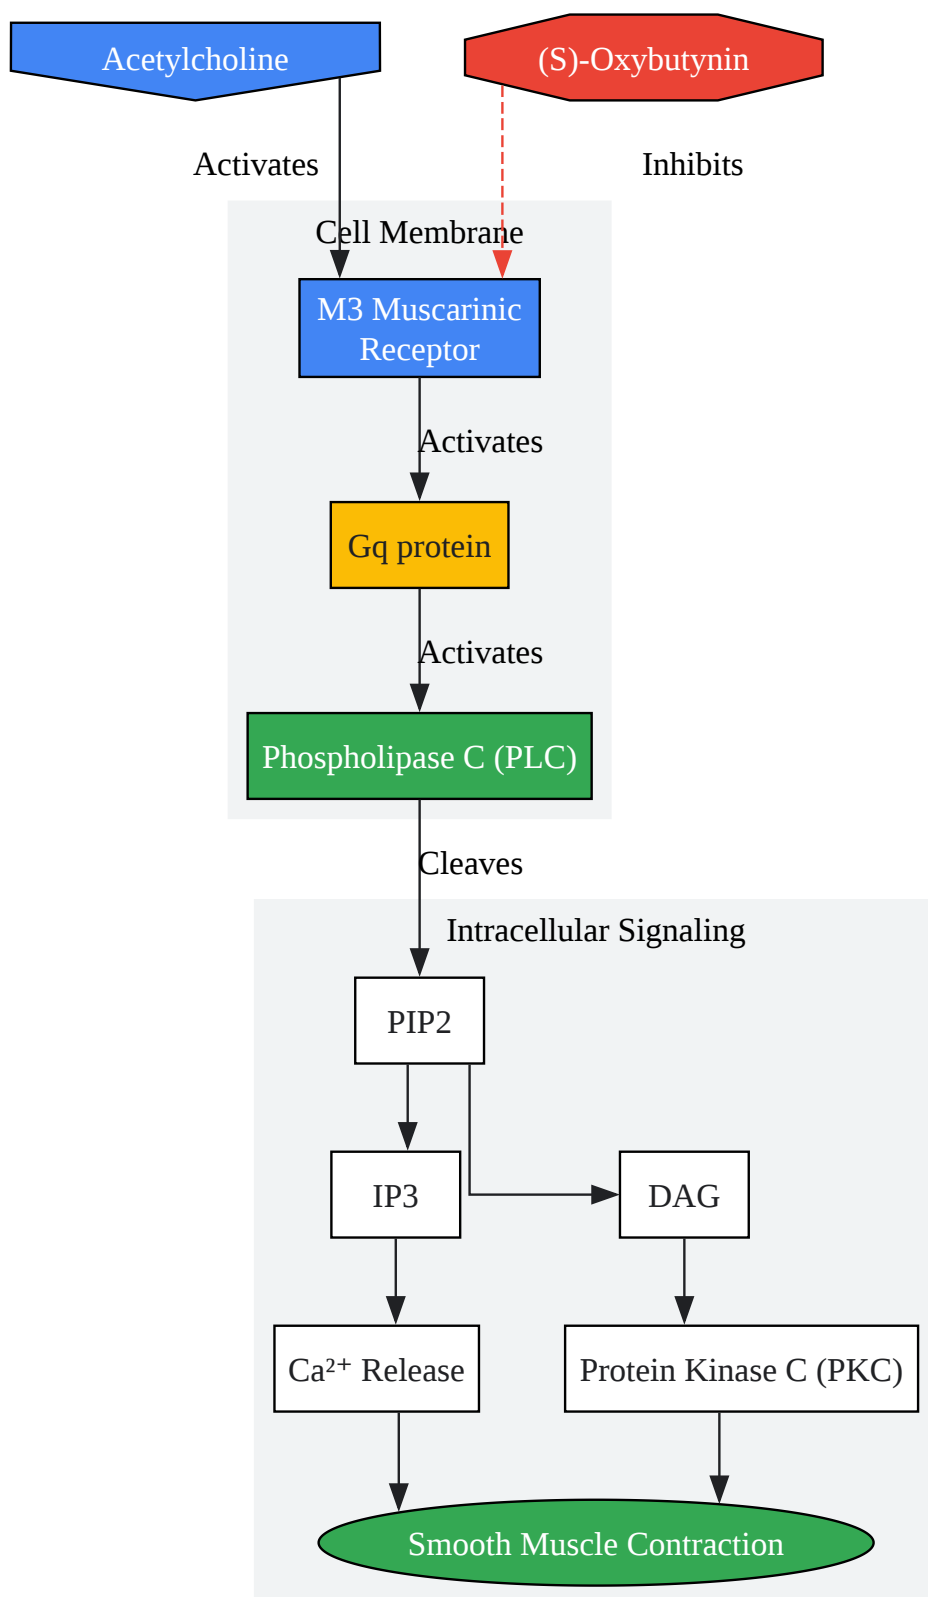 Acetylcholine
(S)-Oxybutynin
Activates
Inhibits
Cell Membrane
M3 Muscarinic
Receptor
Activates
Gq protein
Activates
Phospholipase C (PLC)
Cleaves
Intracellular Signaling
PIP2
IP3
DAG
Ca²⁺ Release
Protein Kinase C (PKC)
Smooth Muscle Contraction